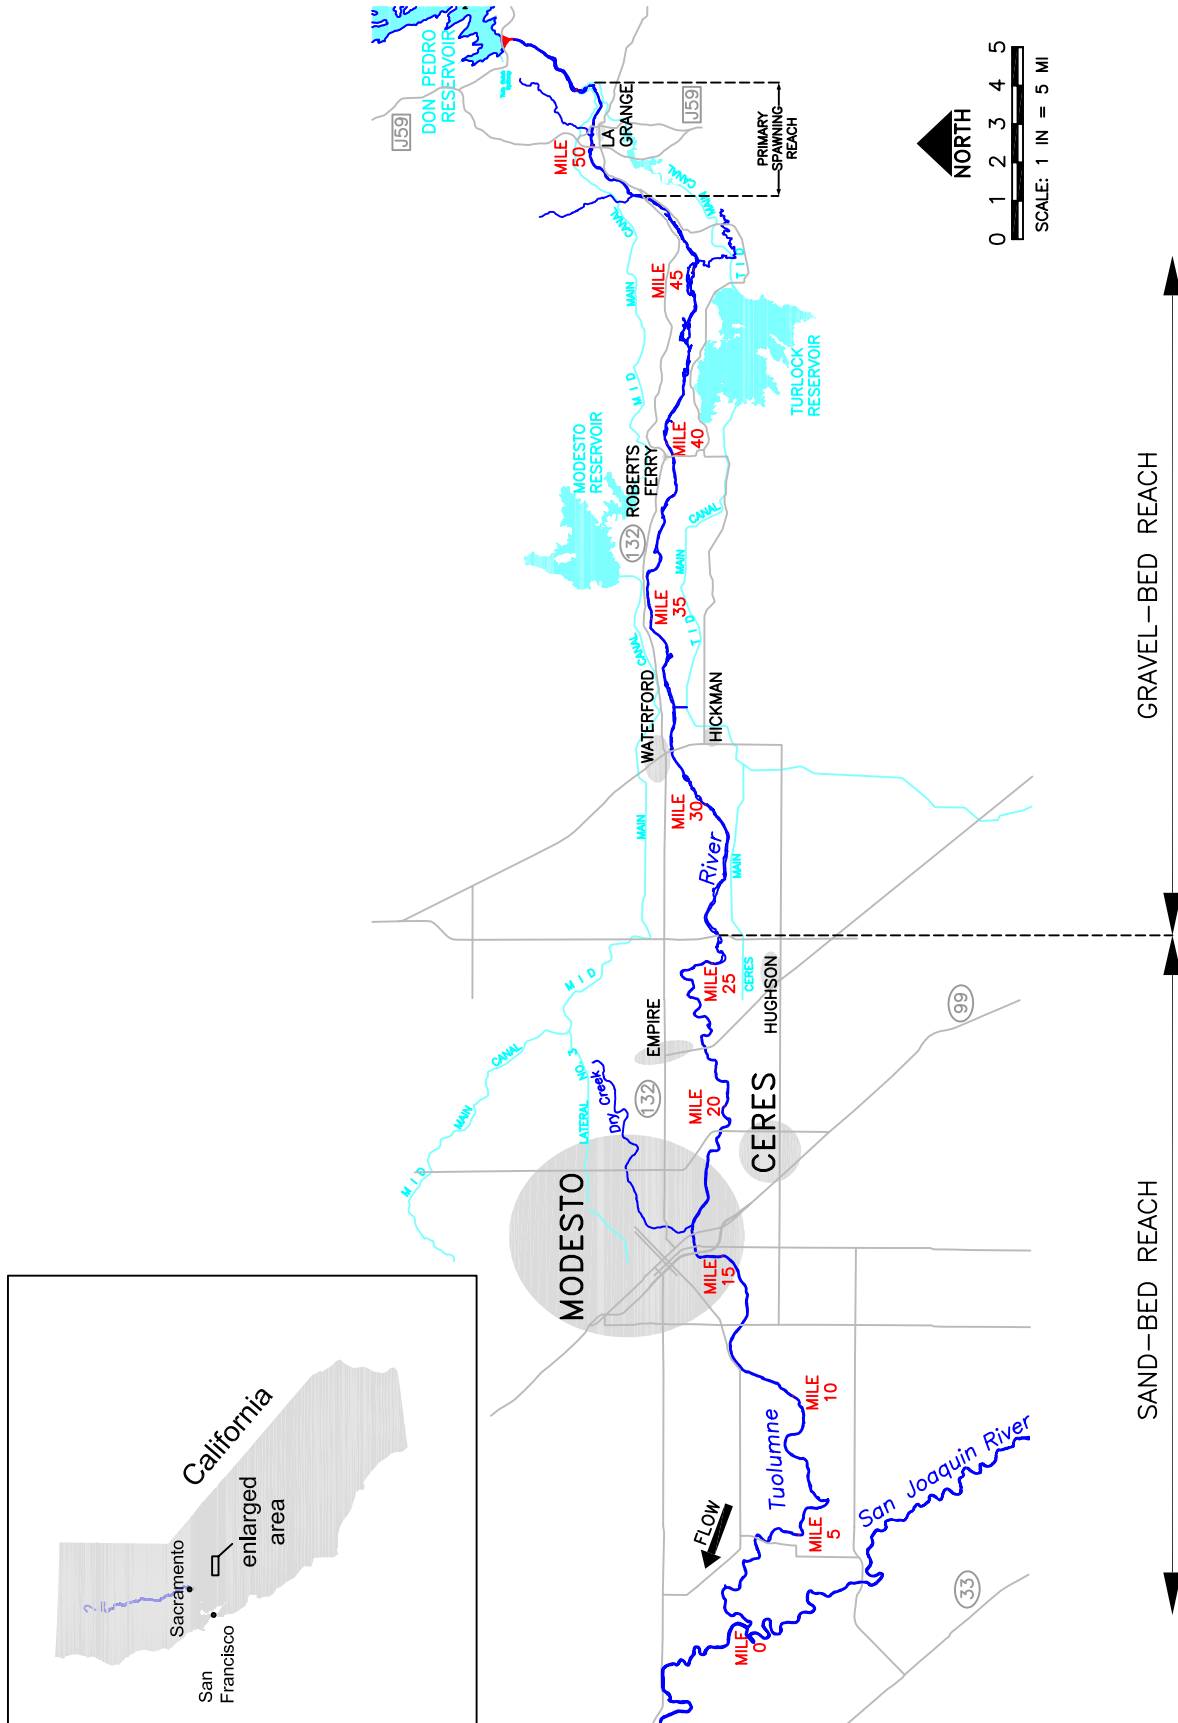 DON PEDRO
RESERVOIR
J59
J59
LA
GRANGE
MILE
50
PRIMARY
SPAWNING
REACH
NORTH
0 1 2 3 4 5
SCALE: 1 IN = 5 MI
MID MAIN CANAL
TID MAIN CANAL
MILE
45
TURLOCK
RESERVOIR
MODESTO
RESERVOIR
MILE
40
ROBERTS
FERRY
132
TID MAIN CANAL
MILE
35
MAIN CANAL
WATERFORD
HICKMAN
MILE
30
River
CERES MAIN
MILE
25
HUGHSON
EMPIRE
132
MID MAIN CANAL MID
LATERAL NO. 3
Dry Creek
MILE
20
CERES
99
MODESTO
MILE
15
MILE
10
Tuolumne
FLOW
MILE
5
San Joaquin River
MILE
0
33
GRAVEL-BED REACH
SAND-BED REACH
California
enlarged
area
Sacramento
San
Francisco